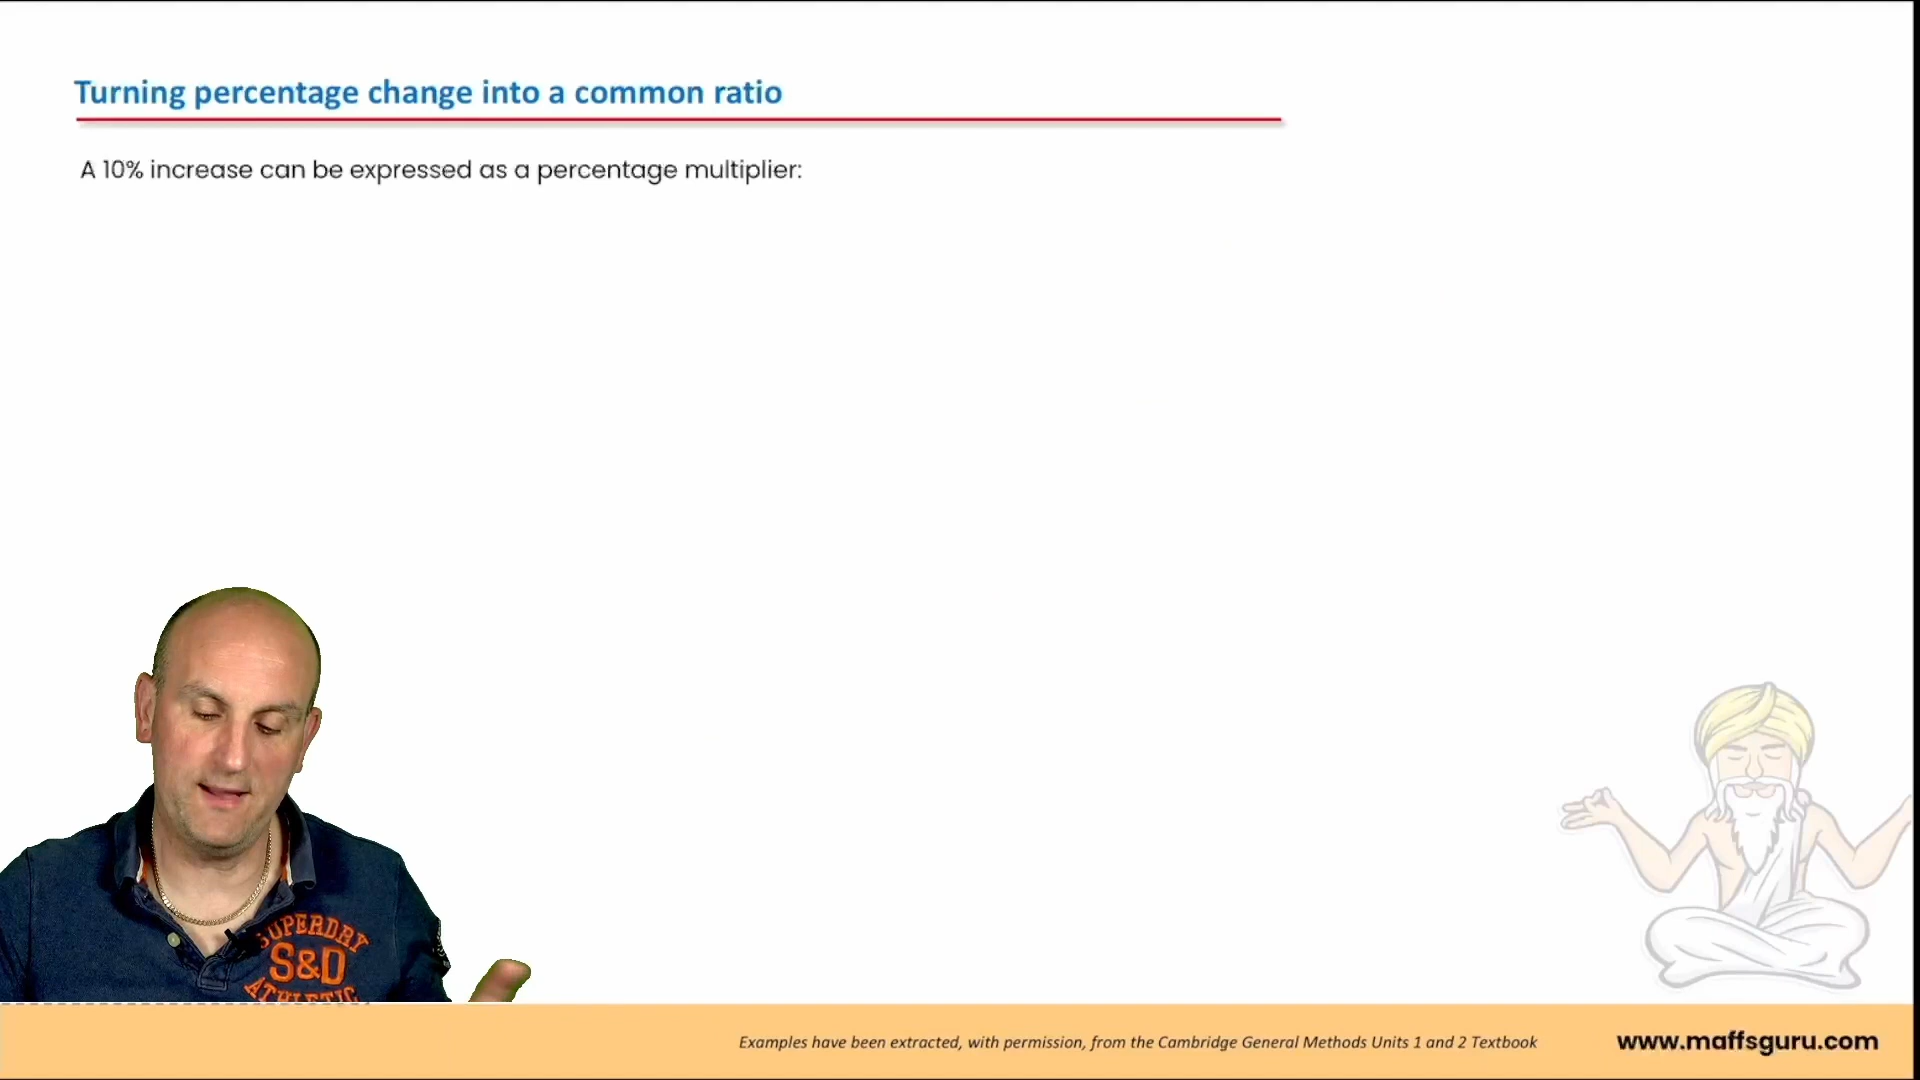 Turning percentage change into a common ratio
A 10% increase can be expressed as a percentage multiplier:
SUPERDRY
S&D
ATHLETIC
Examples have been extracted, with permission, from the Cambridge General Methods Units 1 and 2 Textbook
www.maffsguru.com